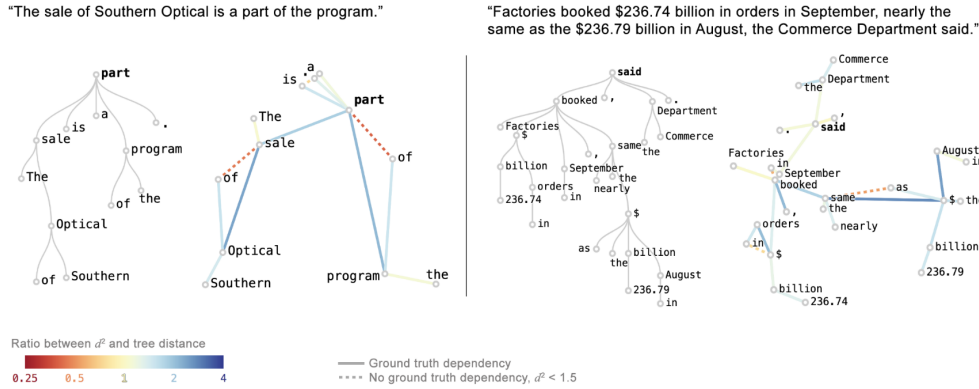 “The sale of Southern Optical is a part of the program.”
part
sale
is
a
.
program
The
of
the
Optical
of
Southern
is
.
a
part
The
sale
of
of
Optical
Southern
program
the
“Factories booked $236.74 billion in orders in September, nearly the
same as the $236.79 billion in August, the Commerce Department said.”
said
booked
,
.
Department
Factories
$
same
the
Commerce
billion
,
September
the
nearly
236.74
orders
in
in
$
as
the
billion
August
236.79
in
Commerce
Department
the
,
.
said
Factories
in
September
booked
August
in
same
as
the
$
the
,
nearly
orders
in
$
billion
236.79
billion
236.74
Ratio between d² and tree distance
0.25 0.5 1 2 4
Ground truth dependency
No ground truth dependency, d² < 1.5